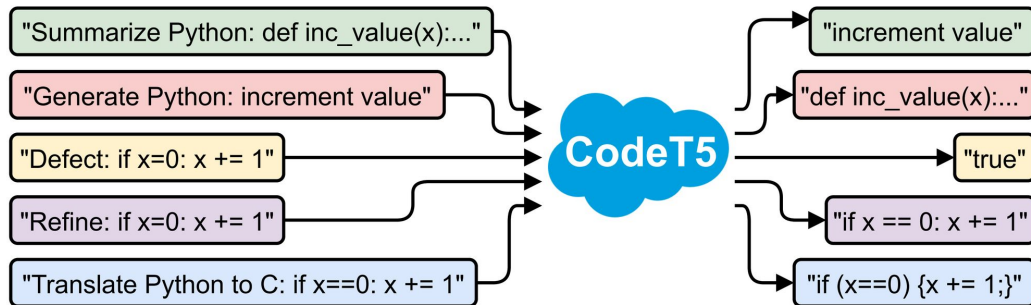 "Summarize Python: def inc_value(x):..."
"Generate Python: increment value"
"Defect: if x=0: x += 1"
"Refine: if x=0: x += 1"
"Translate Python to C: if x==0: x += 1"
CodeT5
"increment value"
"def inc_value(x):..."
"true"
"if x == 0: x += 1"
"if (x==0) {x += 1;}"